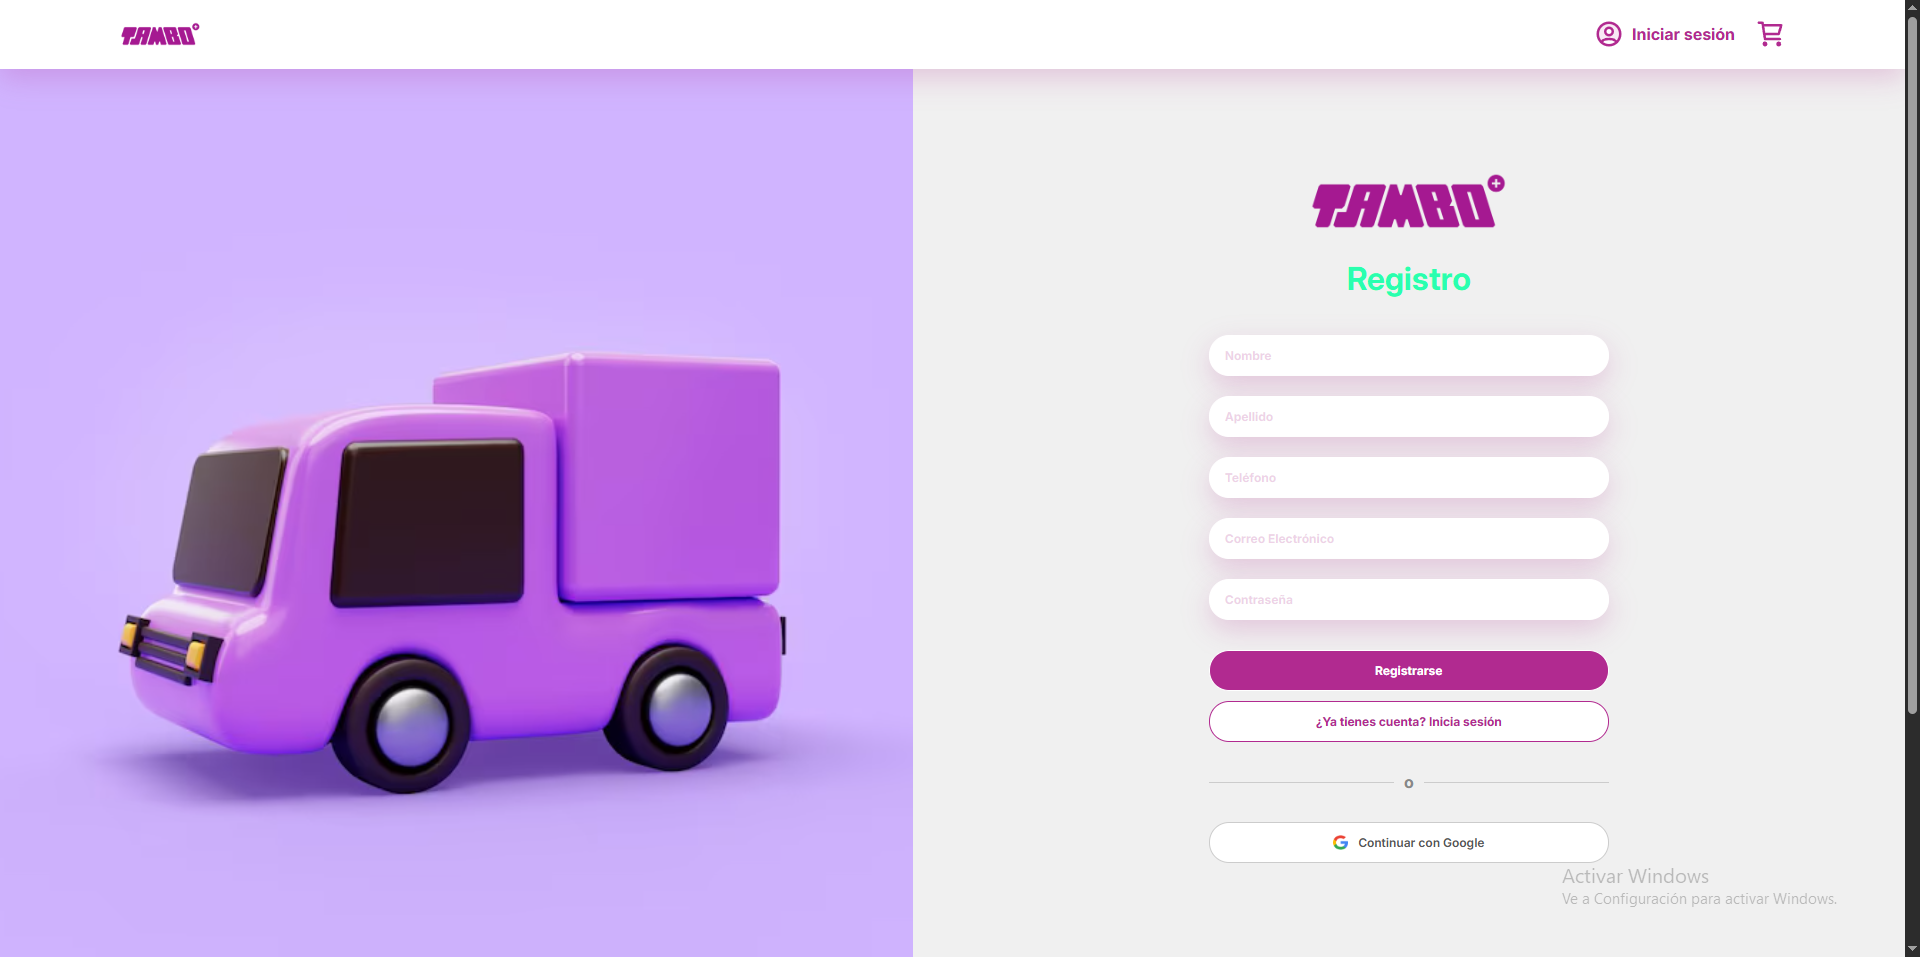 TAMBO+
Iniciar sesión
TAMBO+
Registro
Nombre
Apellido
Teléfono
Correo Electrónico
Contraseña
Registrarse
¿Ya tienes cuenta? Inicia sesión
o
Continuar con Google
Activar Windows
Ve a Configuración para activar Windows.